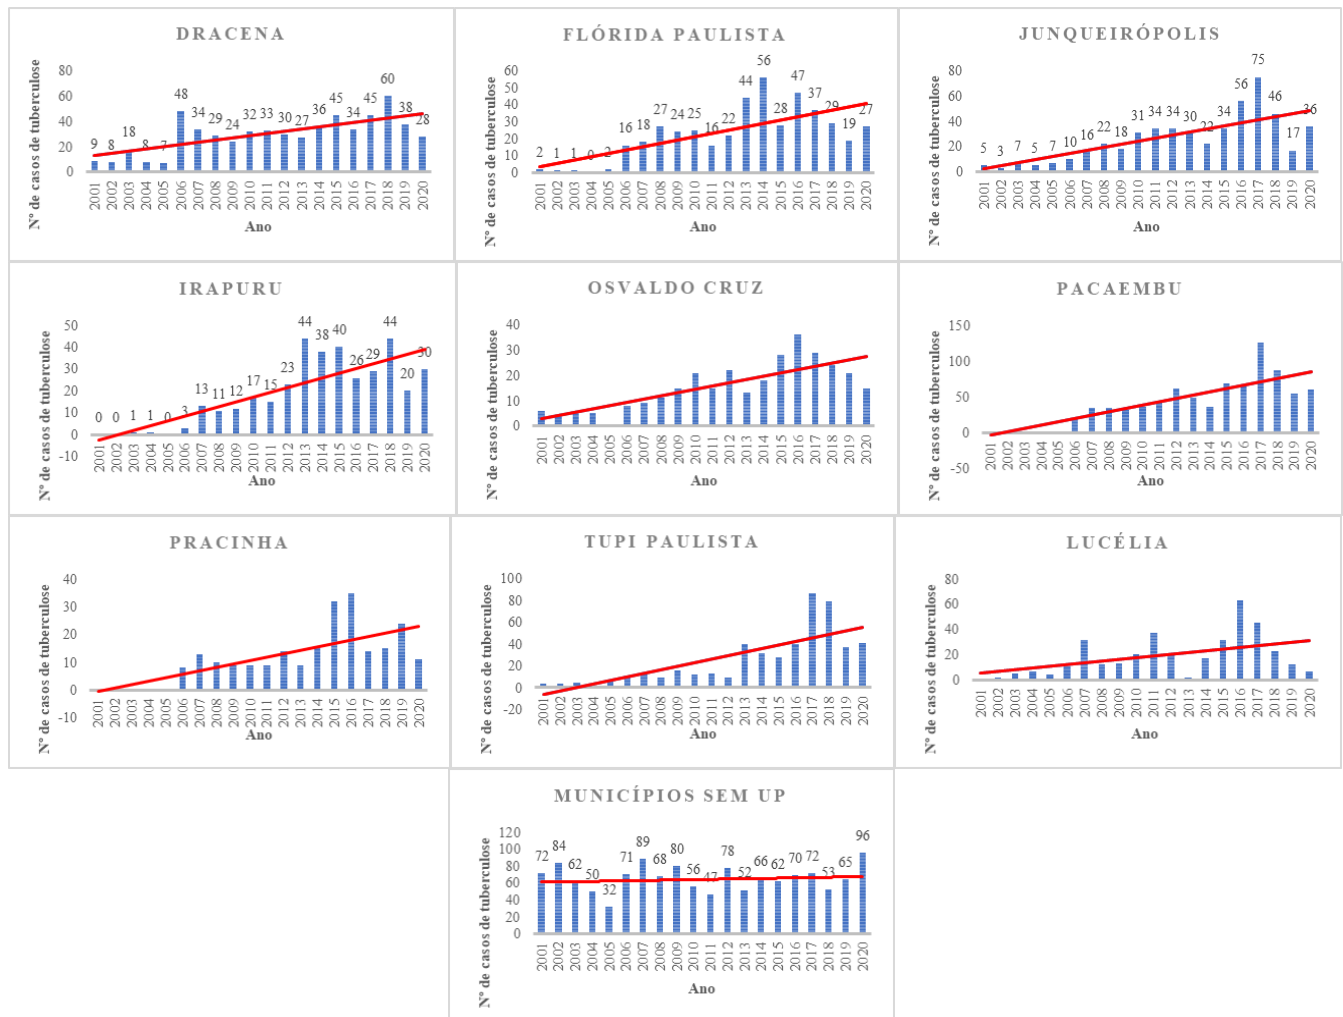 DRACENA
Nº de casos de tuberculose
80
60
40
20
0
9 8 18 8 7 48 34 29 24 32 33 30 27 36 45 34 45 60 38 28
2001 2002 2003 2004 2005 2006 2007 2008 2009 2010 2011 2012 2013 2014 2015 2016 2017 2018 2019 2020
Ano
FLÓRIDA PAULISTA
Nº de casos de tuberculose
60
50
40
30
20
10
0
2 1 1 0 2 16 18 27 24 25 16 22 44 56 28 47 37 29 19 27
2001 2002 2003 2004 2005 2006 2007 2008 2009 2010 2011 2012 2013 2014 2015 2016 2017 2018 2019 2020
Ano
JUNQUEIRÓPOLIS
Nº de casos de tuberculose
80
60
40
20
0
5 3 7 5 7 10 16 22 18 31 34 34 30 22 34 56 75 46 17 36
2001 2002 2003 2004 2005 2006 2007 2008 2009 2010 2011 2012 2013 2014 2015 2016 2017 2018 2019 2020
Ano
IRAPURU
Nº de casos de tuberculose
50
40
30
20
10
0
-10
0 0 1 1 0 3 13 11 12 17 15 23 44 38 40 26 29 44 20 30
2001 2002 2003 2004 2005 2006 2007 2008 2009 2010 2011 2012 2013 2014 2015 2016 2017 2018 2019 2020
Ano
OSVALDO CRUZ
Nº de casos de tuberculose
40
30
20
10
0
2001 2002 2003 2004 2005 2006 2007 2008 2009 2010 2011 2012 2013 2014 2015 2016 2017 2018 2019 2020
Ano
PACAEMBU
Nº de casos de tuberculose
150
100
50
0
-50
2001 2002 2003 2004 2005 2006 2007 2008 2009 2010 2011 2012 2013 2014 2015 2016 2017 2018 2019 2020
Ano
PRACINHA
Nº de casos de tuberculose
40
30
20
10
0
-10
2001 2002 2003 2004 2005 2006 2007 2008 2009 2010 2011 2012 2013 2014 2015 2016 2017 2018 2019 2020
Ano
TUPI PAULISTA
Nº de casos de tuberculose
100
80
60
40
20
0
-20
2001 2002 2003 2004 2005 2006 2007 2008 2009 2010 2011 2012 2013 2014 2015 2016 2017 2018 2019 2020
Ano
LUCÉLIA
Nº de casos de tuberculose
80
60
40
20
0
2001 2002 2003 2004 2005 2006 2007 2008 2009 2010 2011 2012 2013 2014 2015 2016 2017 2018 2019 2020
Ano
MUNICÍPIOS SEM UP
Nº de casos de tuberculose
120
100
80
60
40
20
0
72 84 62 50 32 71 89 68 80 56 47 78 52 66 62 70 72 53 65 96
2001 2002 2003 2004 2005 2006 2007 2008 2009 2010 2011 2012 2013 2014 2015 2016 2017 2018 2019 2020
Ano